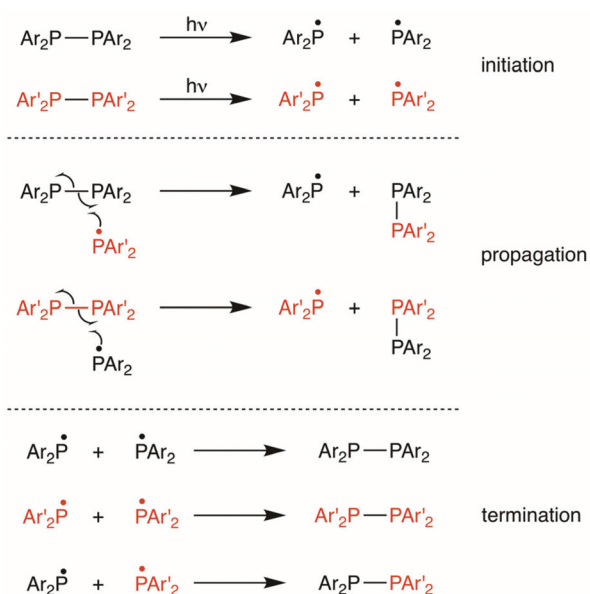 Ar₂P—PAr₂ hν Ar₂P• + •PAr₂
initiation
Ar'₂P—PAr'₂ hν Ar'₂P• + •PAr'₂
Ar₂P—PAr₂ Ar₂P• + PAr₂
•PAr'₂ PAr'₂
propagation
Ar'₂P—PAr'₂ Ar'₂P• + PAr'₂
•PAr₂ PAr₂
Ar₂P• + •PAr₂ Ar₂P—PAr₂
Ar'₂P• + •PAr'₂ Ar'₂P—PAr'₂
termination
Ar₂P• + •PAr'₂ Ar₂P—PAr'₂